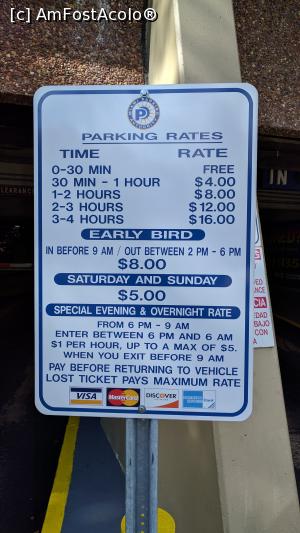 [c] AmFostAcolo®
P
PARKING RATES
TIME RATE
0-30 MIN FREE
30 MIN - 1 HOUR $4.00
1-2 HOURS $8.00
2-3 HOURS $12.00
3-4 HOURS $16.00
EARLY BIRD
IN BEFORE 9 AM / OUT BETWEEN 2 PM - 6 PM
$8.00
SATURDAY AND SUNDAY
$5.00
SPECIAL EVENING & OVERNIGHT RATE
FROM 6 PM - 9 AM
ENTER BETWEEN 6 PM AND 6 AM
$1 PER HOUR, UP TO A MAX OF $5.
WHEN YOU EXIT BEFORE 9 AM
PAY BEFORE RETURNING TO VEHICLE
LOST TICKET PAYS MAXIMUM RATE
VISA MasterCard DISCOVER
CLEARANCE
IN